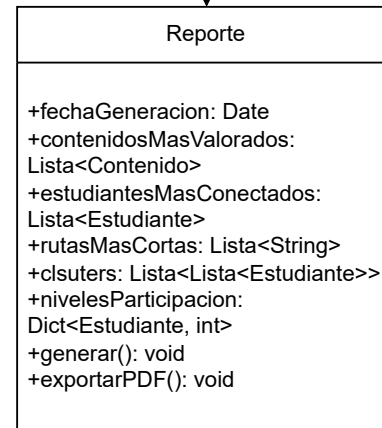 Reporte
+fechaGeneracion: Date
+contenidosMasValorados:
Lista<Contenido>
+estudiantesMasConectados:
Lista<Estudiante>
+rutasMasCortas: Lista<String>
+clsuters: Lista<Lista<Estudiante>>
+nivelesParticipacion:
Dict<Estudiante, int>
+generar(): void
+exportarPDF(): void